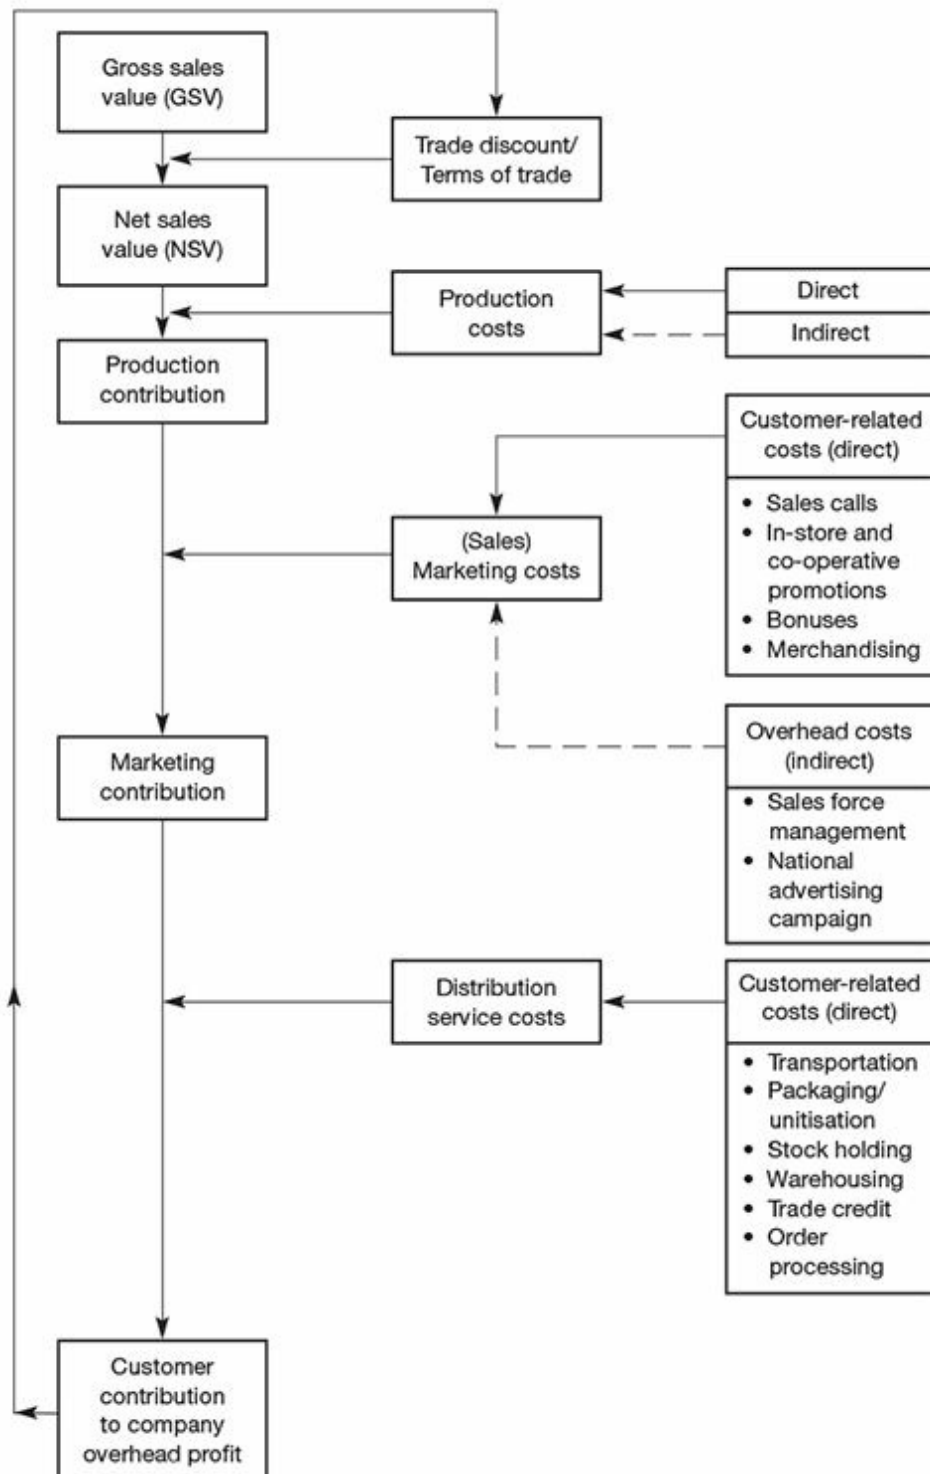 Gross sales
value (GSV)
Trade discount/
Terms of trade
Net sales
value (NSV)
Production
costs
Direct
Indirect
Production
contribution
Customer-related
costs (direct)
• Sales calls
• In-store and
co-operative
promotions
• Bonuses
• Merchandising
(Sales)
Marketing costs
Overhead costs
(indirect)
• Sales force
management
• National
advertising
campaign
Marketing
contribution
Distribution
service costs
Customer-related
costs (direct)
• Transportation
• Packaging/
unitisation
• Stock holding
• Warehousing
• Trade credit
• Order
processing
Customer
contribution
to company
overhead profit